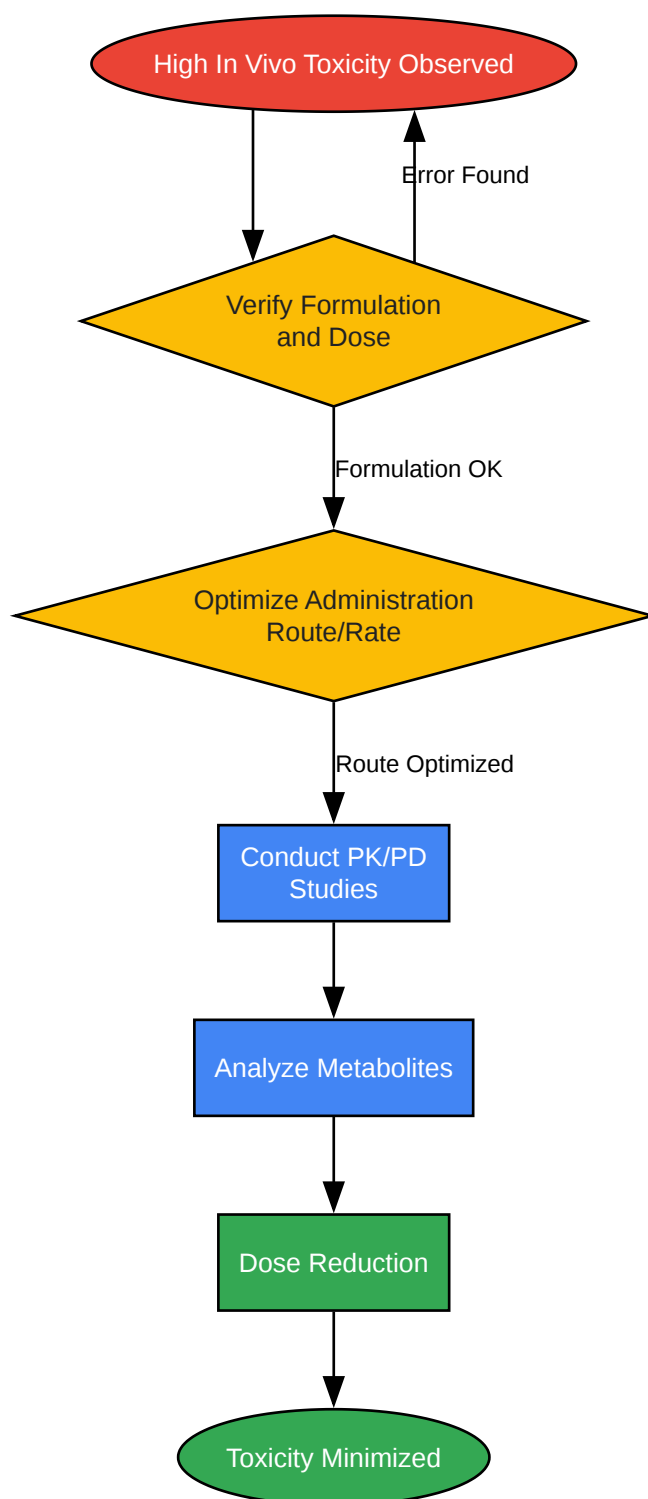 High In Vivo Toxicity Observed
Error Found
Verify Formulation
and Dose
Formulation OK
Optimize Administration
Route/Rate
Route Optimized
Conduct PK/PD
Studies
Analyze Metabolites
Dose Reduction
Toxicity Minimized